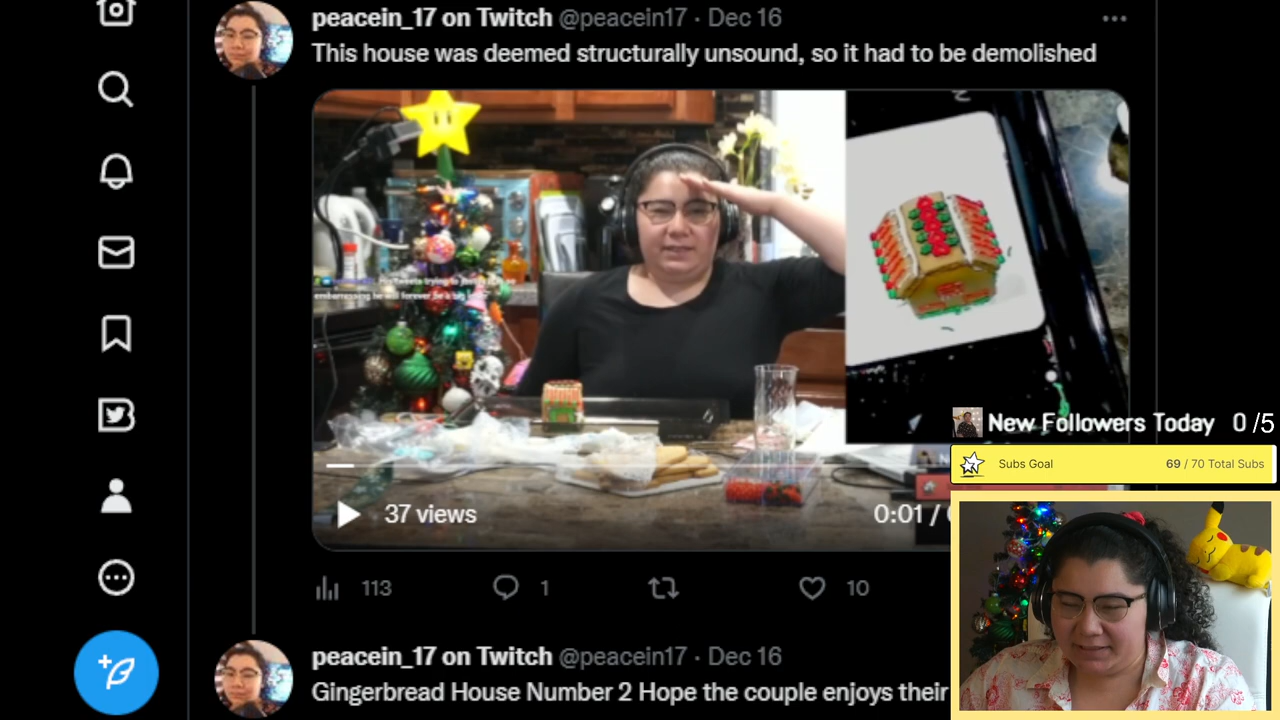 peacein_17 on Twitch @peacein17 · Dec 16
This house was deemed structurally unsound, so it had to be demolished
37 views
0:01 /
113
1
10
New Followers Today 0 /5
Subs Goal 69 / 70 Total Subs
peacein_17 on Twitch @peacein17 · Dec 16
Gingerbread House Number 2 Hope the couple enjoys their